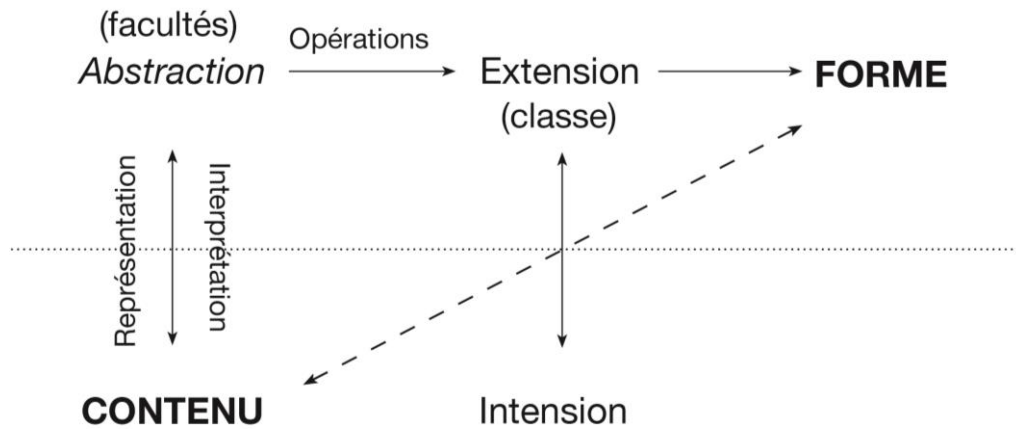 (facultés)
Opérations
Abstraction
Extension
FORME
(classe)
Représentation
Interprétation
CONTENU
Intension